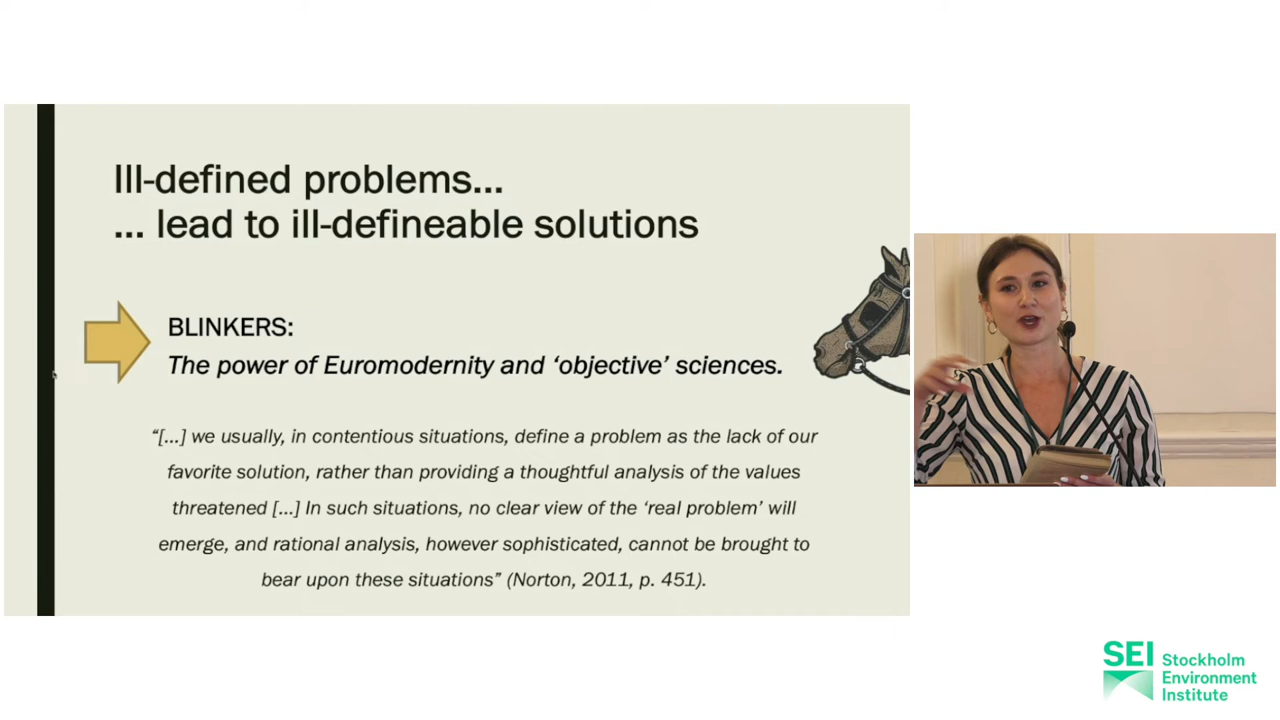 Ill-defined problems...
... lead to ill-defineable solutions
BLINKERS:
The power of Euromodernity and ‘objective’ sciences.
“[...] we usually, in contentious situations, define a problem as the lack of our
favorite solution, rather than providing a thoughtful analysis of the values
threatened [...] In such situations, no clear view of the ‘real problem’ will
emerge, and rational analysis, however sophisticated, cannot be brought to
bear upon these situations” (Norton, 2011, p. 451).
SEI Stockholm
Environment
Institute